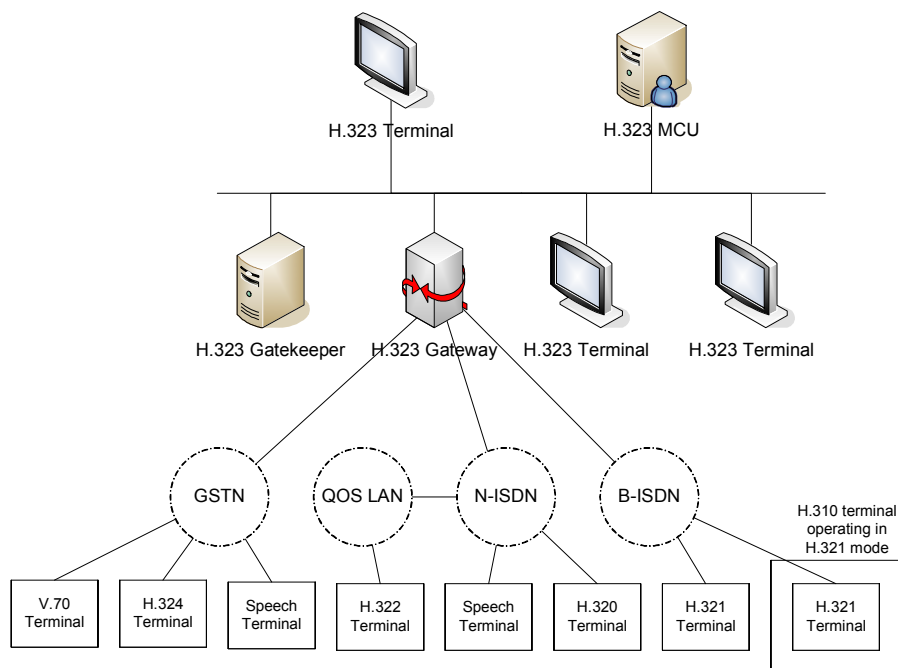 H.323 Terminal
H.323 MCU
H.323 Gatekeeper
H.323 Gateway
H.323 Terminal
H.323 Terminal
GSTN
QOS LAN
N-ISDN
B-ISDN
H.310 terminal
operating in
H.321 mode
V.70
Terminal
H.324
Terminal
Speech
Terminal
H.322
Terminal
Speech
Terminal
H.320
Terminal
H.321
Terminal
H.321
Terminal